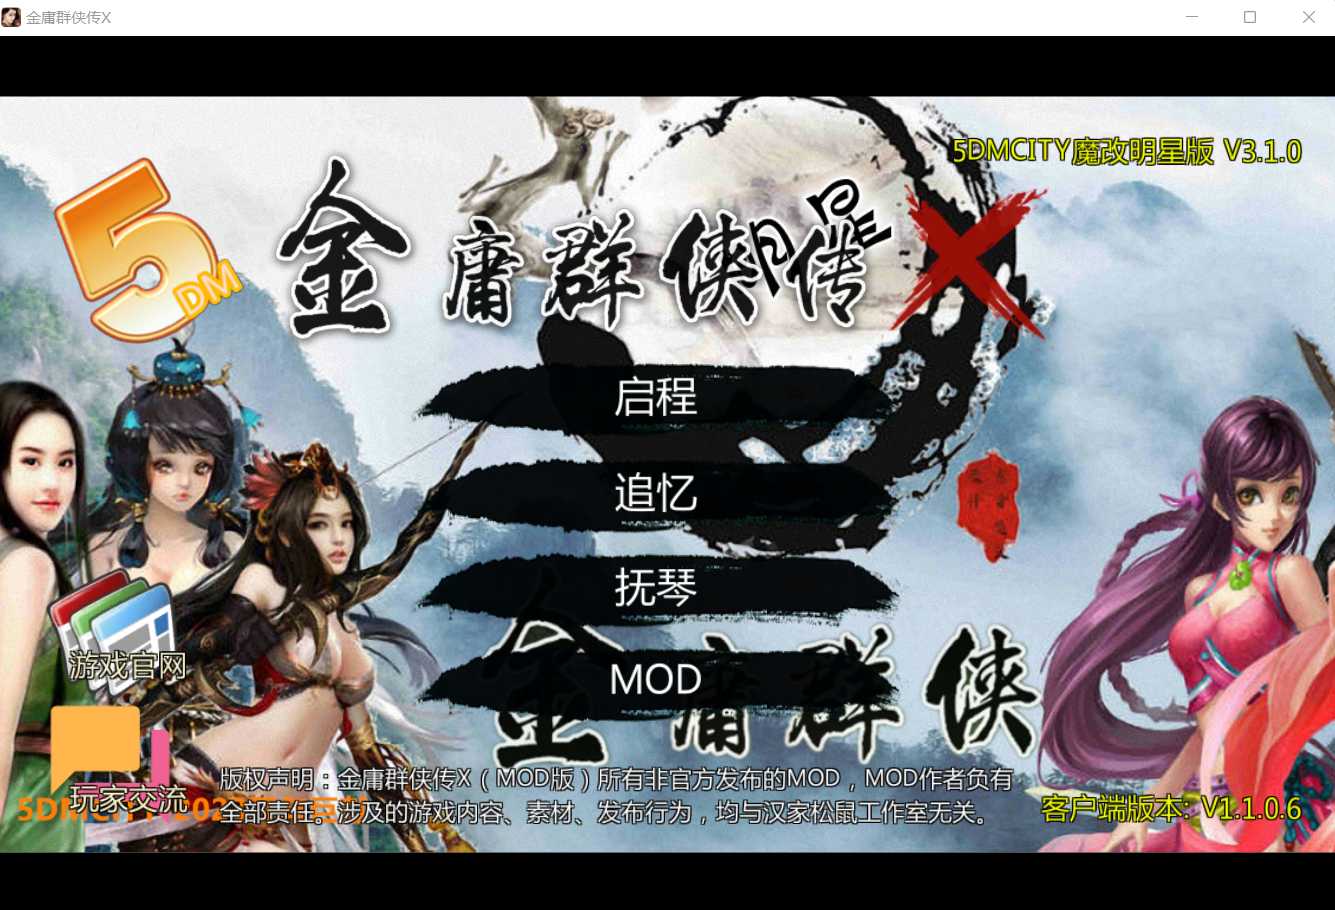 金庸群侠传X
5DMCITY魔改明星版 V3.1.0
5DM
金庸群侠传X
启程
追忆
抚琴
MOD
游戏官网
金庸群侠
玩家交流
版权声明：金庸群侠传X（MOD版）所有非官方发布的MOD，MOD作者负有
全部责任。涉及的游戏内容、素材、发布行为，均与汉家松鼠工作室无关。
5DMCITY
客户端版本：V1.1.0.6